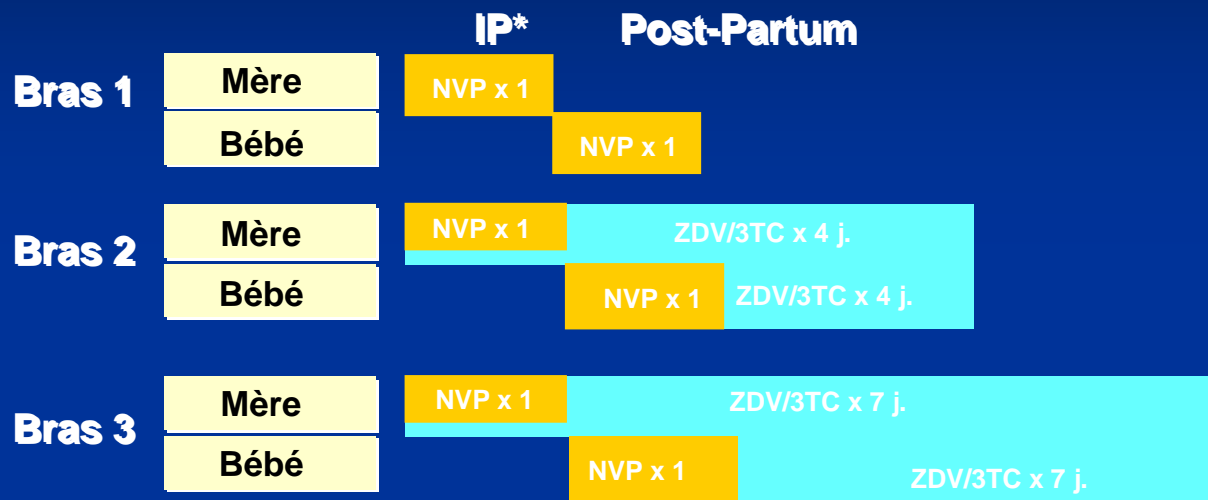 IP* Post-Partum
Bras 1
Mère NVP x 1
Bébé NVP x 1
Bras 2
Mère NVP x 1 ZDV/3TC x 4 j.
Bébé NVP x 1 ZDV/3TC x 4 j.
Bras 3
Mère NVP x 1 ZDV/3TC x 7 j.
Bébé NVP x 1 ZDV/3TC x 7 j.